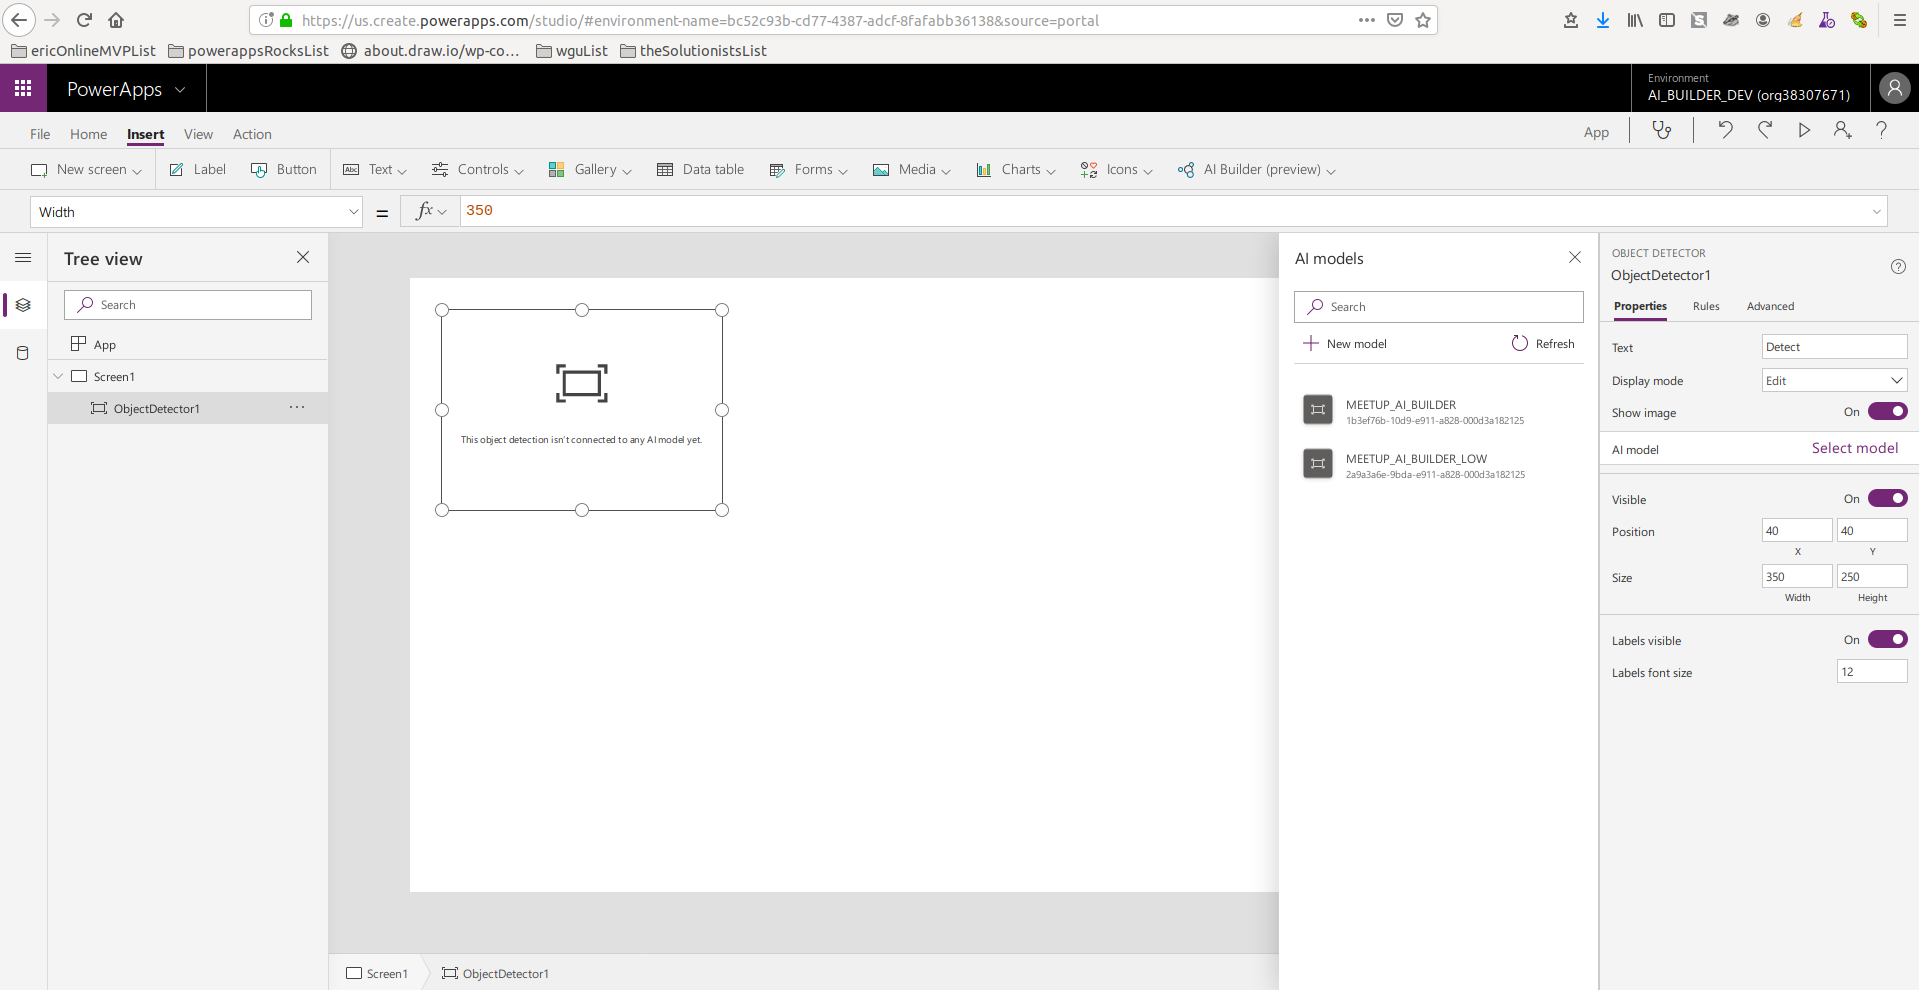 https://us.create.powerapps.com/studio/#environment-name=bc52c93b-cd77-4387-adcf-8fafabb36138&source=portal
ericOnlineMVPList powerappsRocksList about.draw.io/wp-co... wguList theSolutionistsList
PowerApps
Environment
AI_BUILDER_DEV (org38307671)
File Home Insert View Action App
New screen Label Button Text Controls Gallery Data table Forms Media Charts Icons AI Builder (preview)
Width = fx 350
Tree view
Search
App
Screen1
ObjectDetector1 ...
This object detection isn't connected to any AI model yet.
Screen1 ObjectDetector1
AI models
Search
New model Refresh
MEETUP_AI_BUILDER
1b3ef76b-10d9-e911-a828-000d3a182125
MEETUP_AI_BUILDER_LOW
2a9a3a6e-9bda-e911-a828-000d3a182125
OBJECT DETECTOR
ObjectDetector1
Properties Rules Advanced
Text Detect
Display mode Edit
Show image On
AI model Select model
Visible On
Position 40 40
X Y
Size 350 250
Width Height
Labels visible On
Labels font size 12